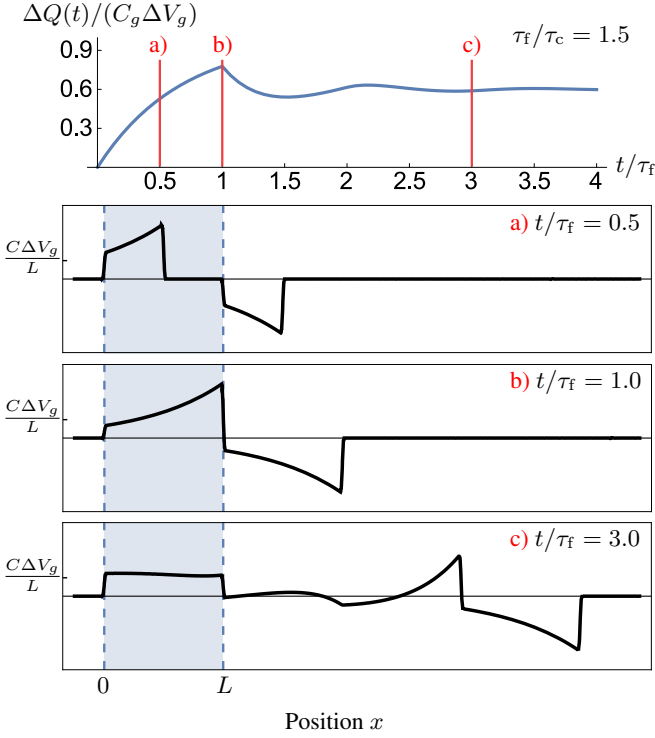 ΔQ(t)/(C_gΔV_g)
a) b) c) τ_f/τ_c = 1.5
0.9
0.6
0.3
0.5 1 1.5 2 2.5 3 3.5 4 t/τ_f
a) t/τ_f = 0.5
CΔV_g/L
b) t/τ_f = 1.0
CΔV_g/L
c) t/τ_f = 3.0
CΔV_g/L
0 L
Position x